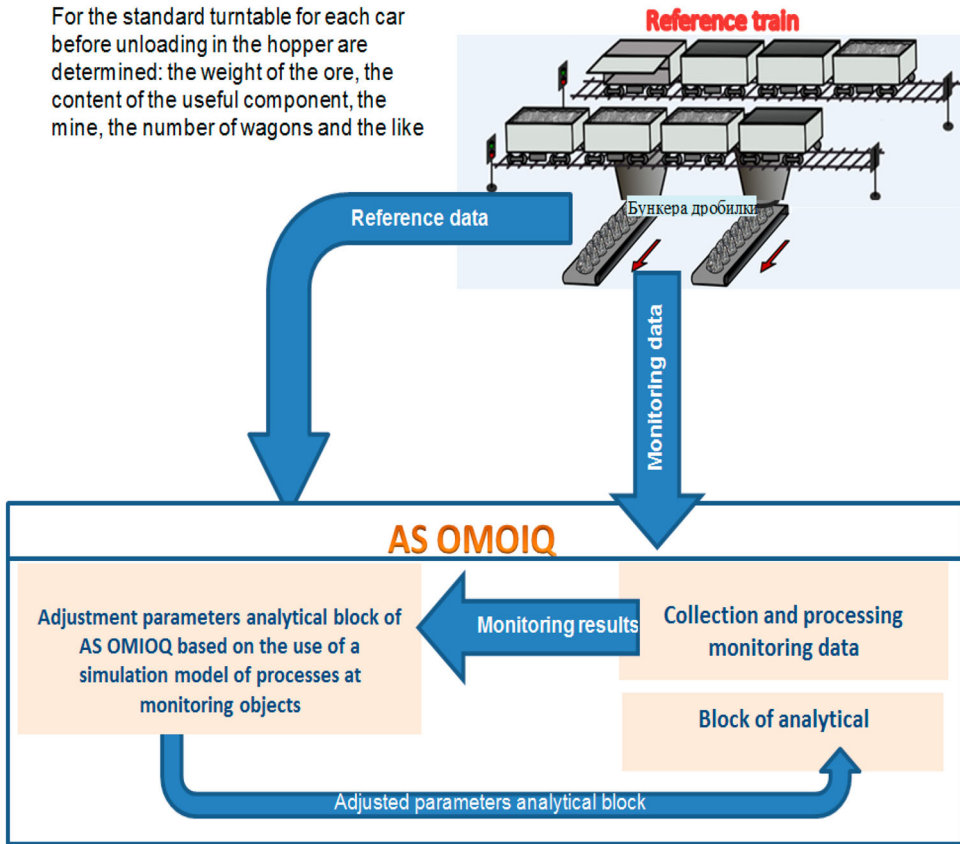 For the standard turntable for each car
before unloading in the hopper are
determined: the weight of the ore, the
content of the useful component, the
mine, the number of wagons and the like
Reference train
Бункера дробилки
Reference data
Monitoring data
AS OMOIQ
Adjustment parameters analytical block of
AS OMIOQ based on the use of a
simulation model of processes at
monitoring objects
Monitoring results
Collection and processing
monitoring data
Block of analytical
Adjusted parameters analytical block